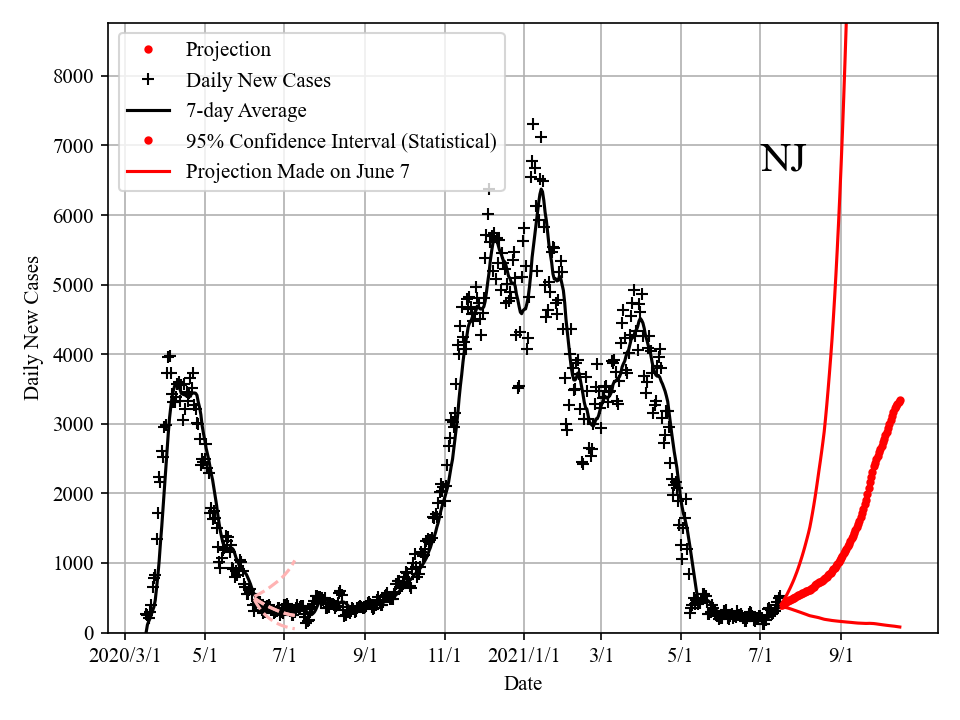 Projection
Daily New Cases
7-day Average
95% Confidence Interval (Statistical)
Projection Made on June 7
NJ
8000
7000
6000
5000
4000
3000
2000
1000
0
Daily New Cases
2020/3/1 5/1 7/1 9/1 11/1 2021/1/1 3/1 5/1 7/1 9/1
Date